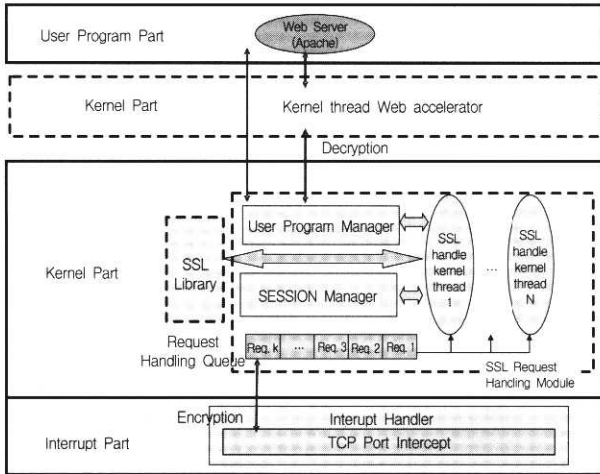 User Program Part
Web Server
(Apache)
Kernel Part
Kernel thread Web accelerator
Decryption
Kernel Part
SSL
Library
User Program Manager
SESSION Manager
SSL
handle
kernel
thread
1
...
SSL
handle
kernel
thread
N
Request
Handling Queue
Req. k
...
Req. 3
Req. 2
Req. 1
SSL Request
Handling Module
Encryption
Interrupt Part
Interupt Handler
TCP Port Intercept